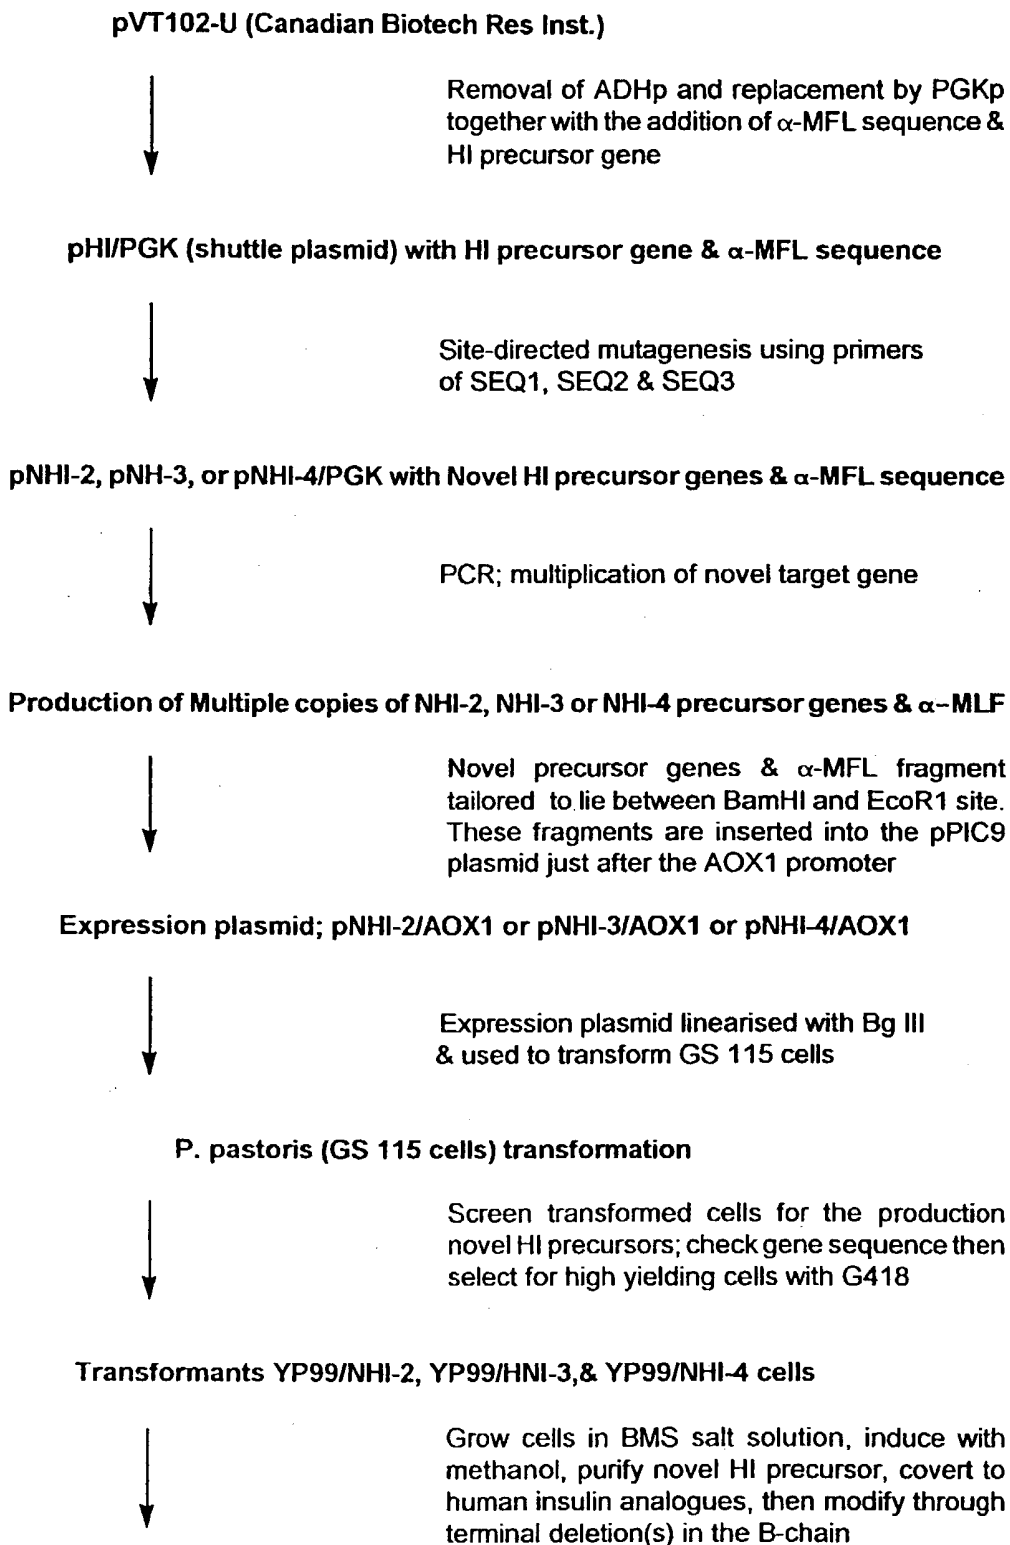 pVT102-U (Canadian Biotech Res Inst.)
Removal of ADHp and replacement by PGKp
together with the addition of α-MFL sequence &
HI precursor gene
pHI/PGK (shuttle plasmid) with HI precursor gene & α-MFL sequence
Site-directed mutagenesis using primers
of SEQ1, SEQ2 & SEQ3
pNHI-2, pNH-3, or pNHI-4/PGK with Novel HI precursor genes & α-MFL sequence
PCR; multiplication of novel target gene
Production of Multiple copies of NHI-2, NHI-3 or NHI-4 precursor genes & α-MLF
Novel precursor genes & α-MFL fragment
tailored to lie between BamHI and EcoR1 site.
These fragments are inserted into the pPIC9
plasmid just after the AOX1 promoter
Expression plasmid; pNHI-2/AOX1 or pNHI-3/AOX1 or pNHI-4/AOX1
Expression plasmid linearised with Bg III
& used to transform GS 115 cells
P. pastoris (GS 115 cells) transformation
Screen transformed cells for the production
novel HI precursors; check gene sequence then
select for high yielding cells with G418
Transformants YP99/NHI-2, YP99/HNI-3,& YP99/NHI-4 cells
Grow cells in BMS salt solution, induce with
methanol, purify novel HI precursor, covert to
human insulin analogues, then modify through
terminal deletion(s) in the B-chain